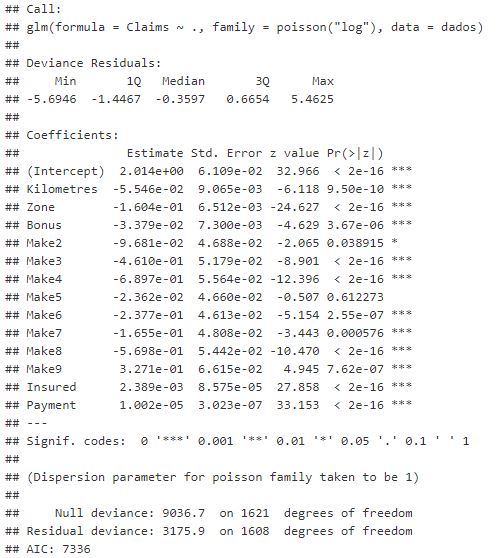 ## Call:
## glm(formula = Claims ~ ., family = poisson("log"), data = dados)
##
## Deviance Residuals:
##     Min       1Q   Median       3Q      Max
## -5.6946  -1.4467  -0.3597   0.6654   5.4625
##
## Coefficients:
##              Estimate Std. Error z value Pr(>|z|)
## (Intercept)  2.014e+00  6.109e-02  32.966  < 2e-16 ***
## Kilometres  -5.546e-02  9.065e-03  -6.118 9.50e-10 ***
## Zone        -1.604e-01  6.512e-03 -24.627  < 2e-16 ***
## Bonus       -3.379e-02  7.300e-03  -4.629 3.67e-06 ***
## Make2       -9.681e-02  4.688e-02  -2.065 0.038915 *
## Make3       -4.610e-01  5.179e-02  -8.901  < 2e-16 ***
## Make4       -6.897e-01  5.564e-02 -12.396  < 2e-16 ***
## Make5       -2.362e-02  4.660e-02  -0.507 0.612273
## Make6       -2.377e-01  4.613e-02  -5.154 2.55e-07 ***
## Make7       -1.655e-01  4.808e-02  -3.443 0.000576 ***
## Make8       -5.698e-01  5.442e-02 -10.470  < 2e-16 ***
## Make9        3.271e-01  6.615e-02   4.945 7.62e-07 ***
## Insured      2.389e-03  8.575e-05  27.858  < 2e-16 ***
## Payment      1.002e-05  3.023e-07  33.153  < 2e-16 ***
## ---
## Signif. codes:  0 '***' 0.001 '**' 0.01 '*' 0.05 '.' 0.1 ' ' 1
##
## (Dispersion parameter for poisson family taken to be 1)
##
##     Null deviance: 9036.7  on 1621  degrees of freedom
## Residual deviance: 3175.9  on 1608  degrees of freedom
## AIC: 7336